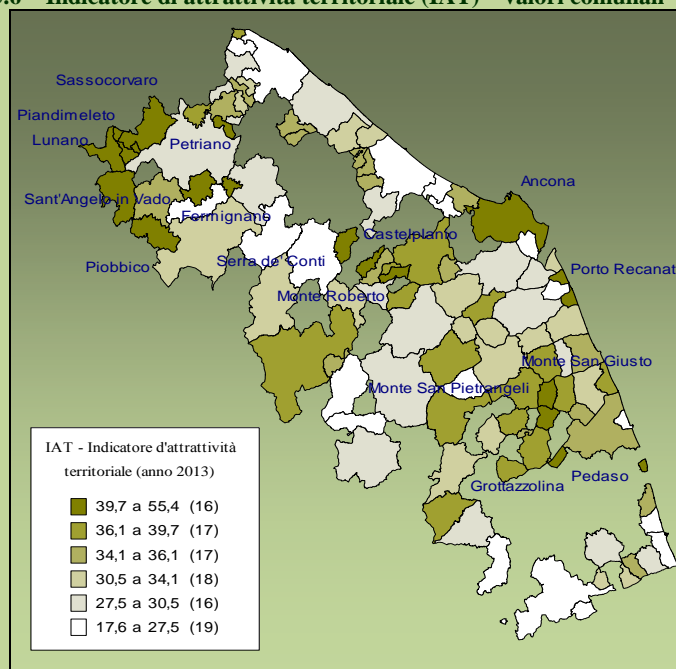 Indicatore di attrattività territoriale (IAT) – valori comunali
Sassocorvaro
Piandimeleto
Lunano
Petriano
Sant'Angelo in Vado
Fermignano
Ancona
Castelplanio
Piobbico
Serra de' Conti
Porto Recanat
Monte Roberto
Monte San Giusto
Monte San Pietrangeli
Grottazzolina
Pedaso
IAT - Indicatore d'attrattività
territoriale (anno 2013)
39,7 a 55,4 (16)
36,1 a 39,7 (17)
34,1 a 36,1 (17)
30,5 a 34,1 (18)
27,5 a 30,5 (16)
17,6 a 27,5 (19)